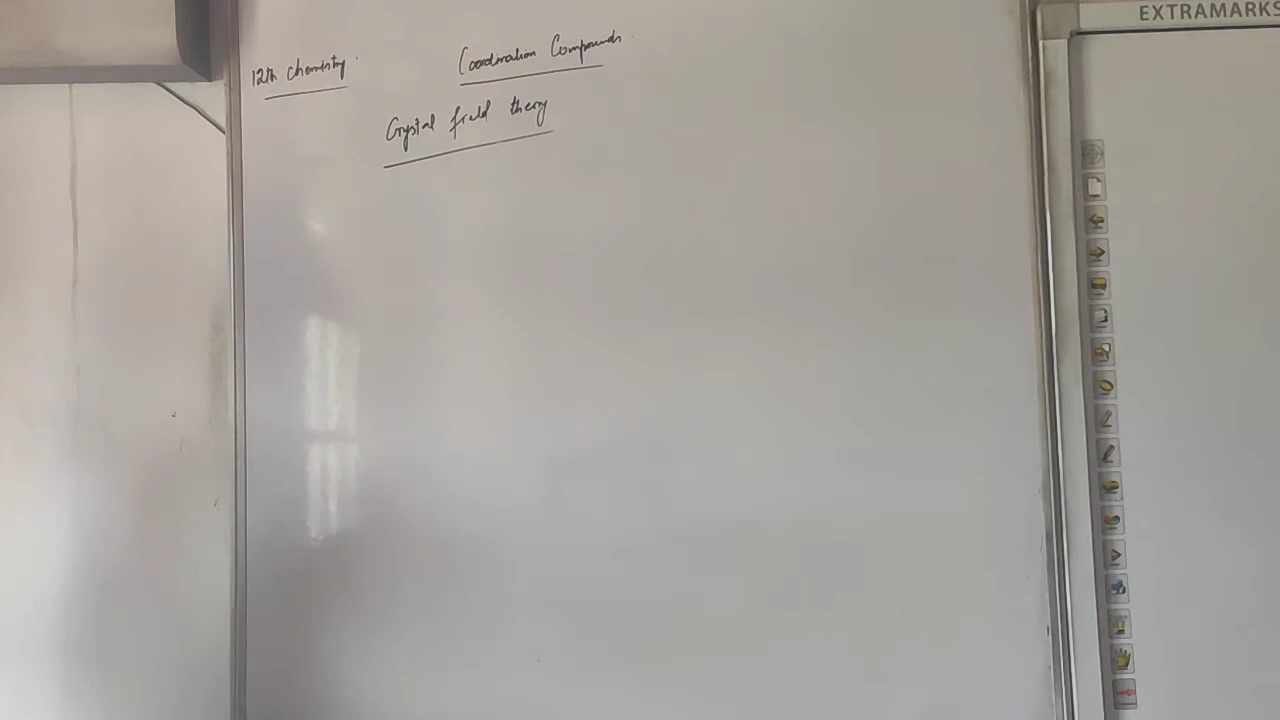 12th Chemistry.
Coordination Compounds.
Crystal field theory
EXTRAMARKS